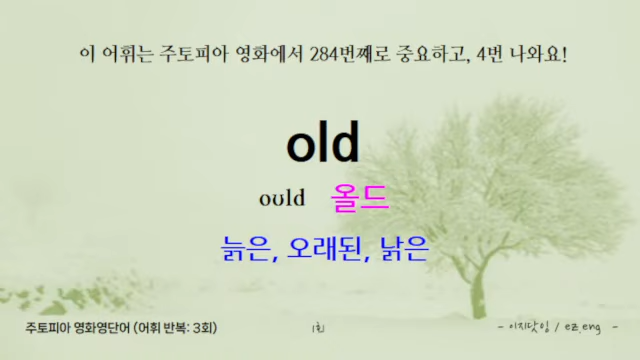 이 어휘는 주토피아 영화에서 284번째로 중요하고, 4번 나와요!
old
oʊld 올드
늙은, 오래된, 낡은
주토피아 영화영단어 (어휘 반복: 3회) 1회 - 이지닷잉 / ez.eng -